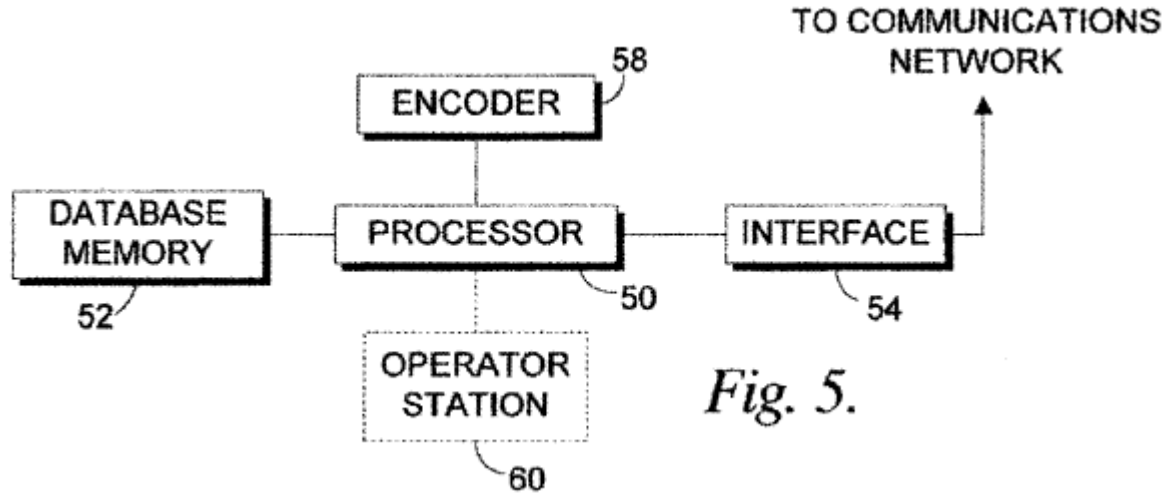 TO COMMUNICATIONS
NETWORK
58
ENCODER
DATABASE
MEMORY
PROCESSOR
INTERFACE
52
50
54
OPERATOR
STATION
Fig. 5.
60